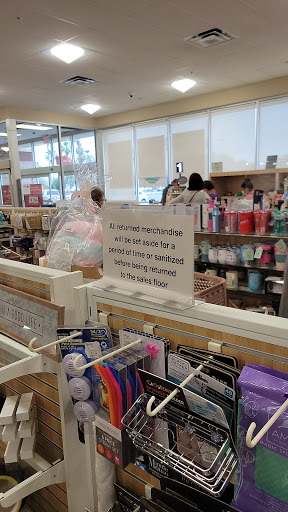 All returned merchandise
will be set aside for a
period of time or sanitized
before being returned
to the sales floor